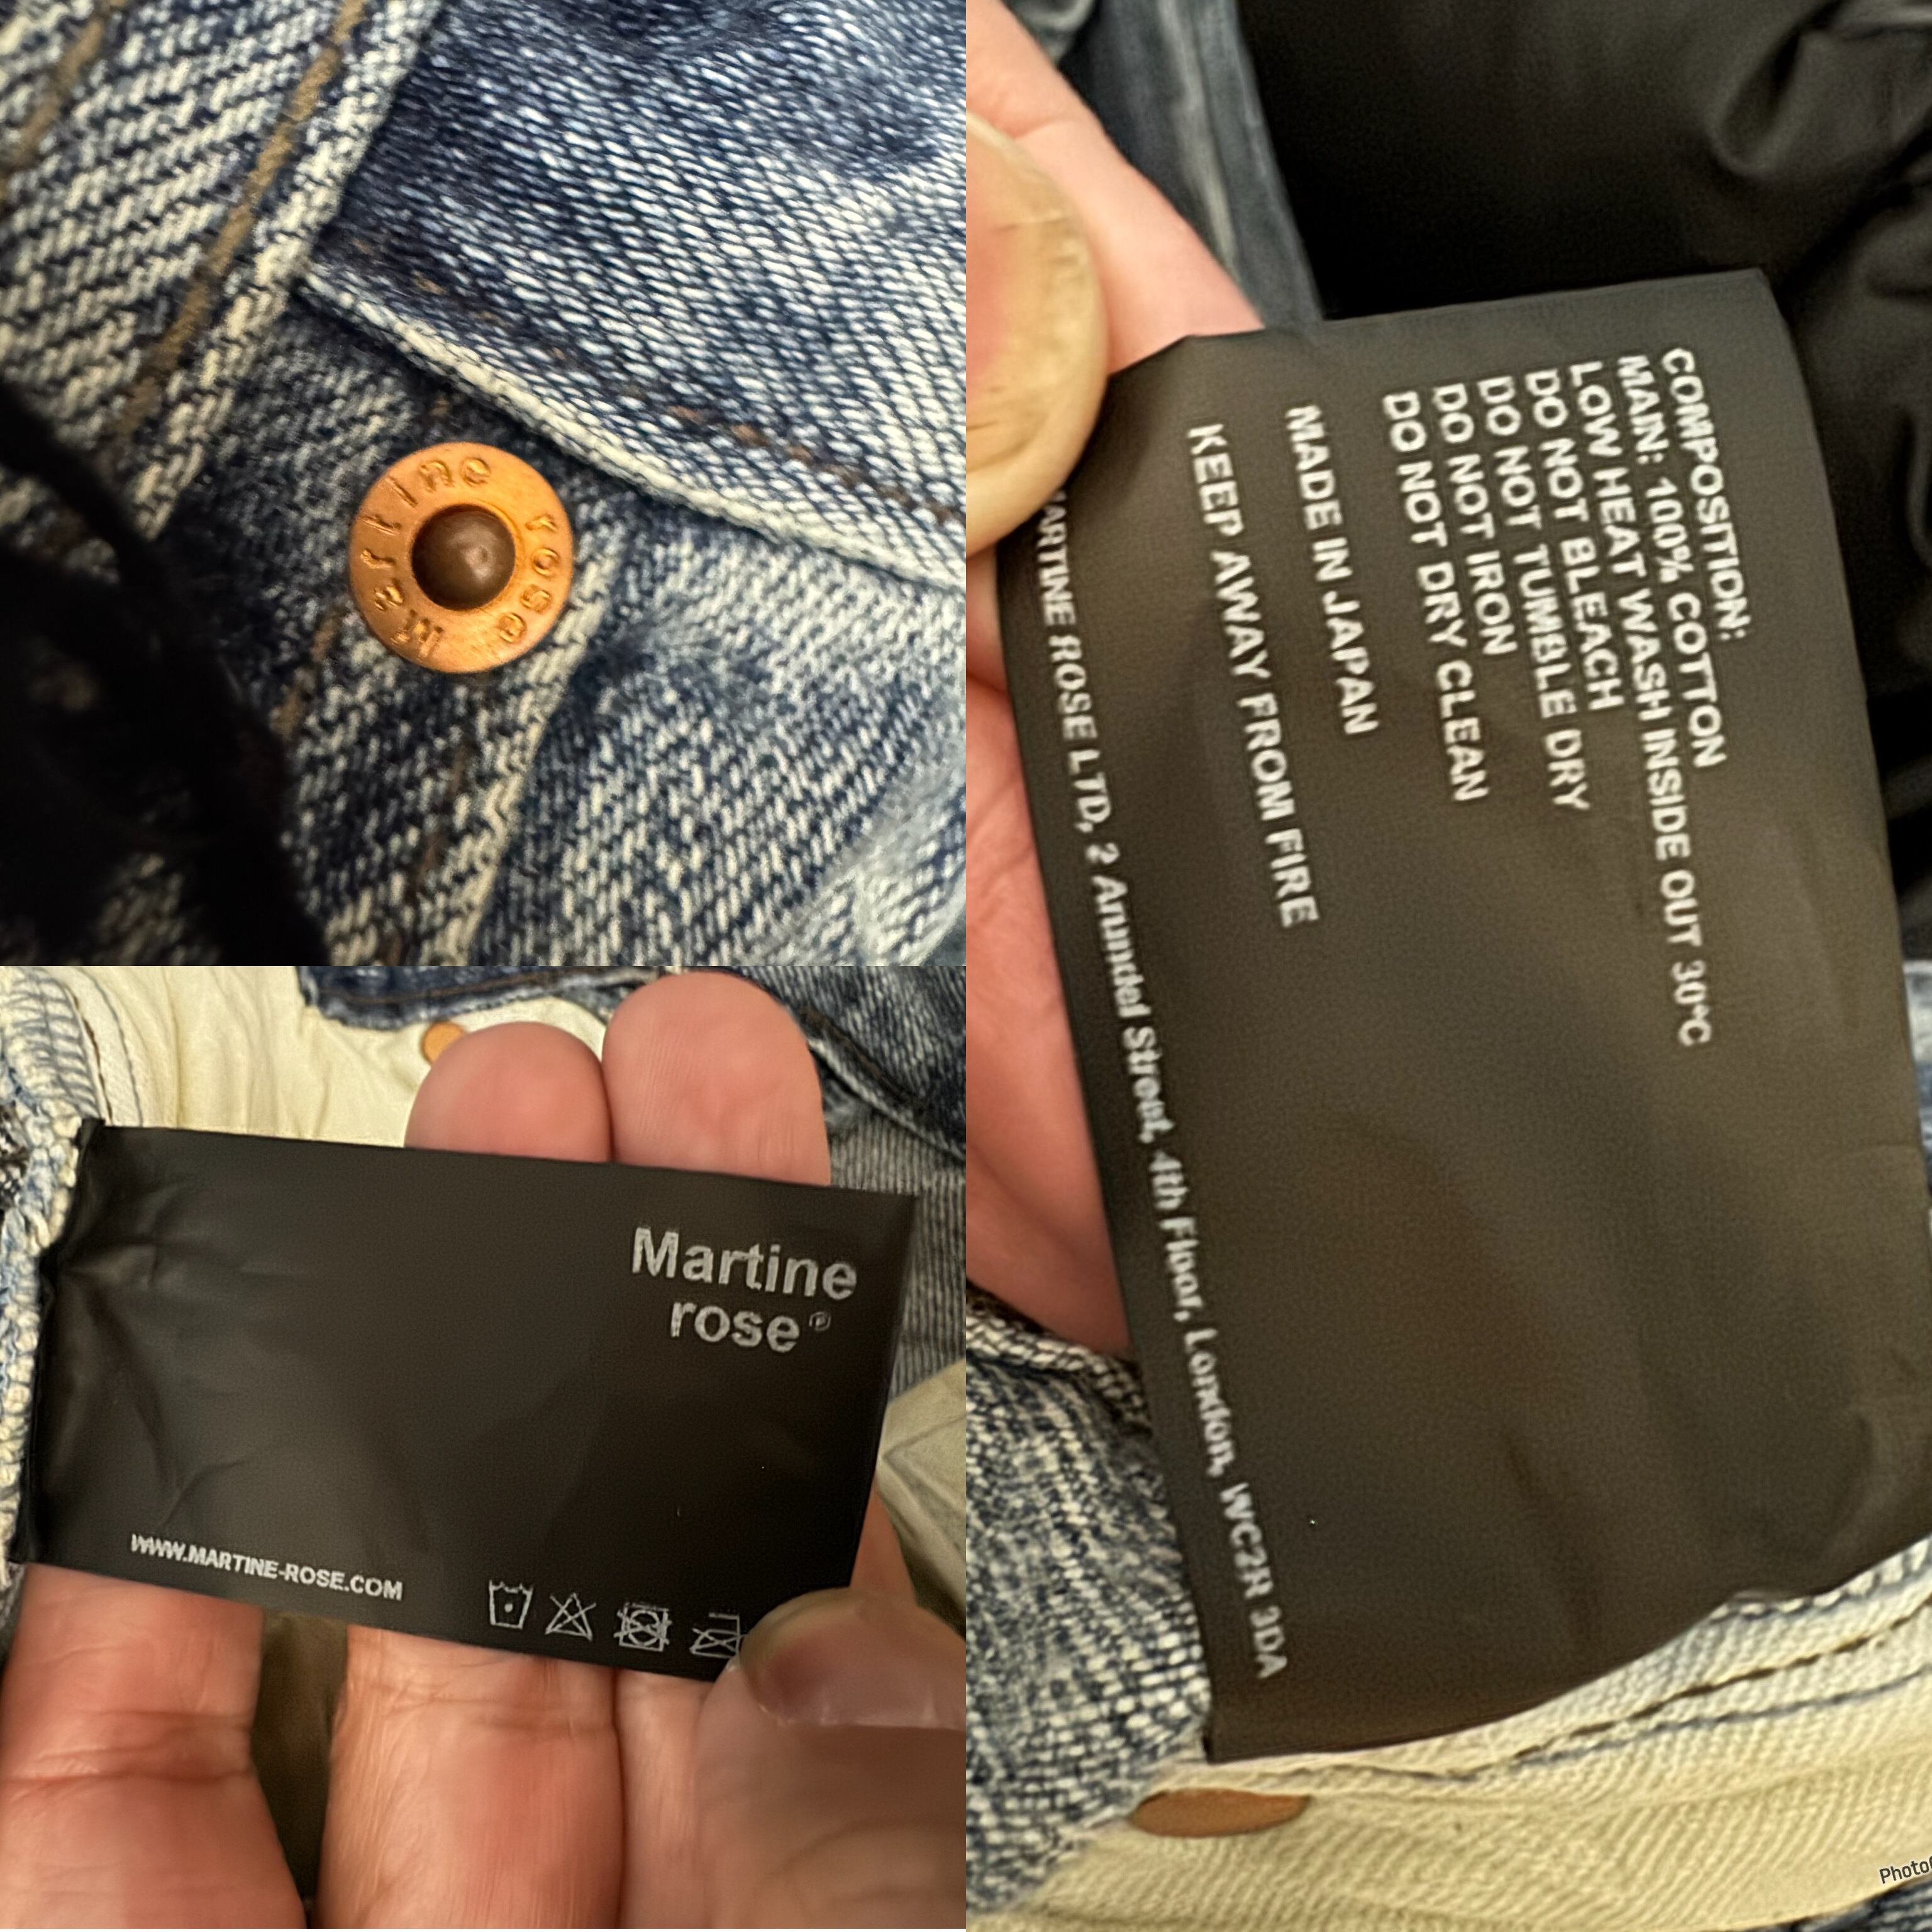 Martine rose
COMPOSITION:
MAIN: 100% COTTON
LOW HEAT WASH INSIDE OUT 30°C
DO NOT BLEACH
DO NOT TUMBLE DRY
DO NOT IRON
DO NOT DRY CLEAN
MADE IN JAPAN
KEEP AWAY FROM FIRE
MARTINE ROSE LTD, 2 Arundel Street, 4th Floor, London, WC2R 3DA
Martine
rose®
WWW.MARTINE-ROSE.COM